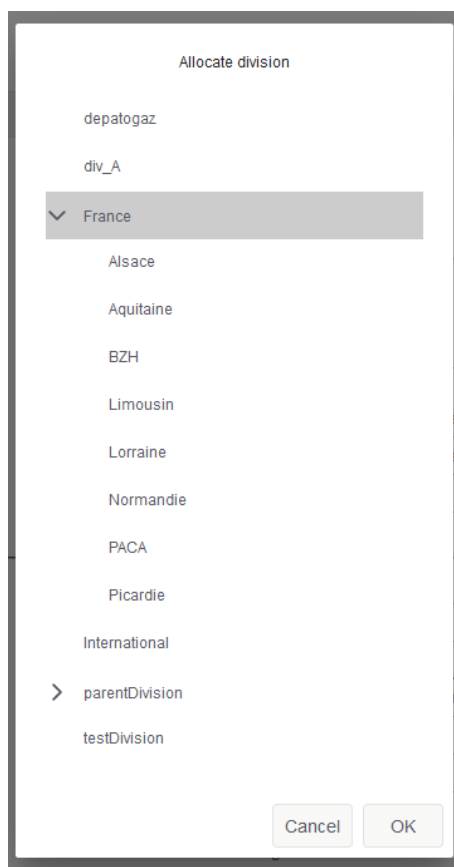 Allocate division
depatogaz
div_A
France
Alsace
Aquitaine
BZH
Limousin
Lorraine
Normandie
PACA
Picardie
International
parentDivision
testDivision
Cancel OK